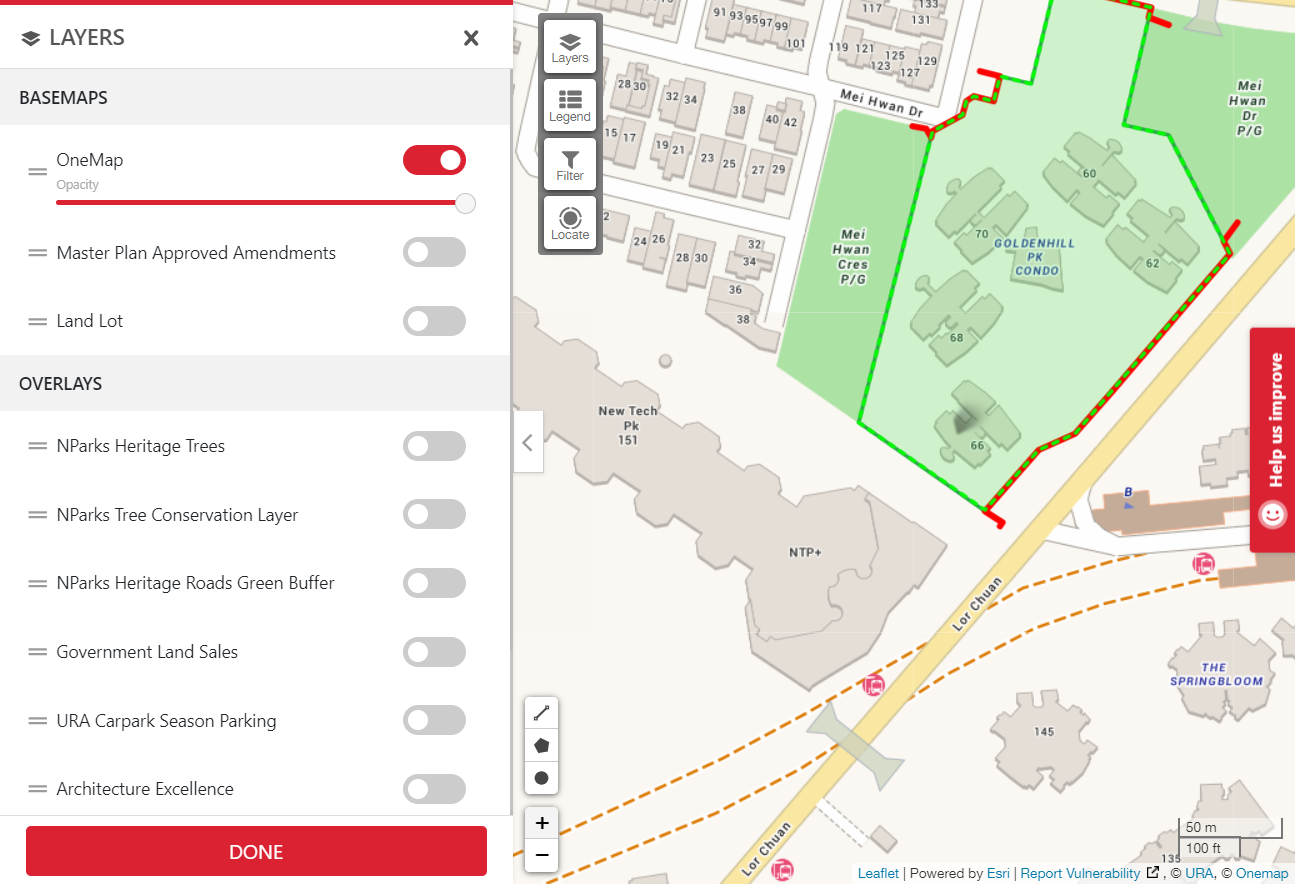 LAYERS
BASEMAPS
OneMap
Opacity
Master Plan Approved Amendments
Land Lot
OVERLAYS
NParks Heritage Trees
NParks Tree Conservation Layer
NParks Heritage Roads Green Buffer
Government Land Sales
URA Carpark Season Parking
Architecture Excellence
DONE
Layers
Legend
Filter
Locate
91 93 95 97 99
101
117
133
131
119 121
123
125
127
129
28 30
32 34
38
40 42
15 17
19 21
23 25
27 29
Mei Hwan Dr
Mei
Hwan
Dr
P/G
Mei
Hwan
Cres
P/G
2
24 26
28 30
32
34
36
38
60
70
GOLDENHILL
PK
CONDO
62
68
66
New Tech
Pk
151
NTP+
B
Lor Chuan
THE
SPRINGBLOOM
145
Lor Chuan
135
Help us improve
+
−
50 m
100 ft
Leaflet | Powered by Esri | Report Vulnerability , © URA, © Onemap